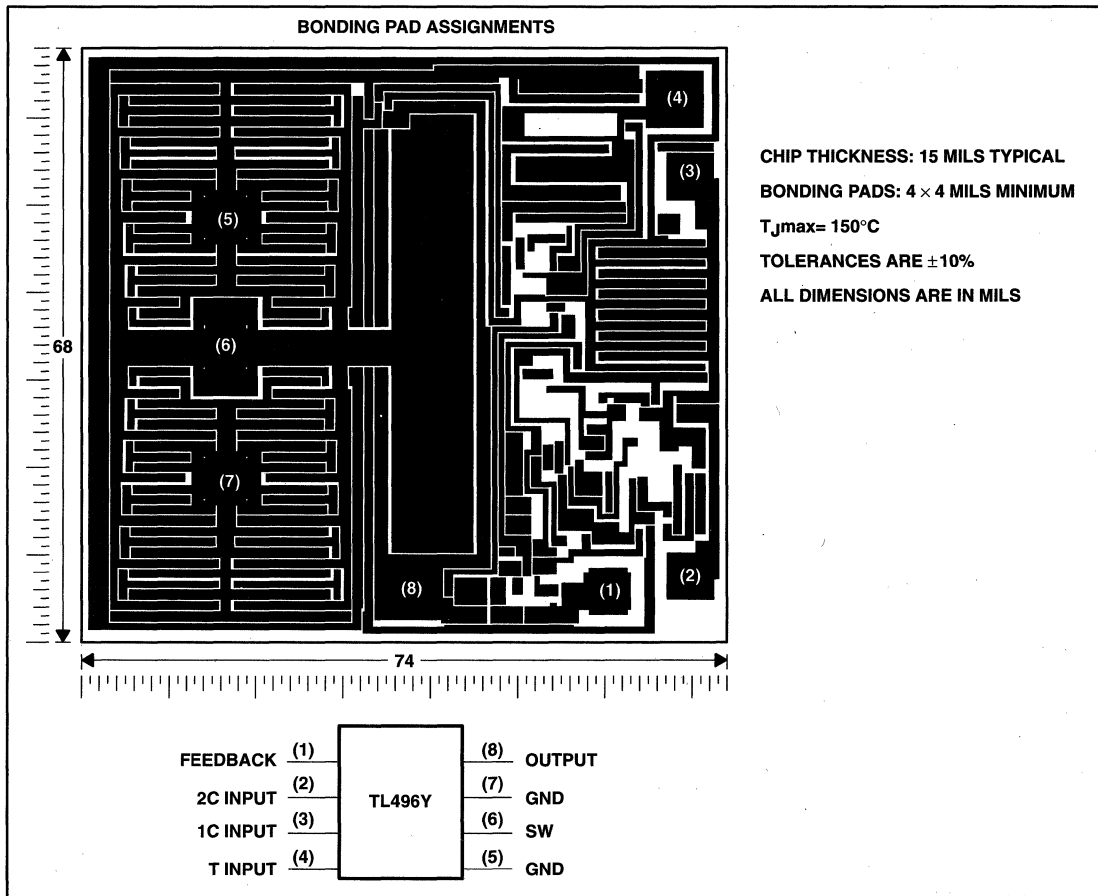 BONDING PAD ASSIGNMENTS
(4)
(3)
(5)
(6)
(7)
(8)
(1)
(2)
68
74
CHIP THICKNESS: 15 MILS TYPICAL
BONDING PADS: 4 × 4 MILS MINIMUM
TJmax= 150°C
TOLERANCES ARE ±10%
ALL DIMENSIONS ARE IN MILS
FEEDBACK (1)
2C INPUT (2)
1C INPUT (3)
T INPUT (4)
TL496Y
(8) OUTPUT
(7) GND
(6) SW
(5) GND